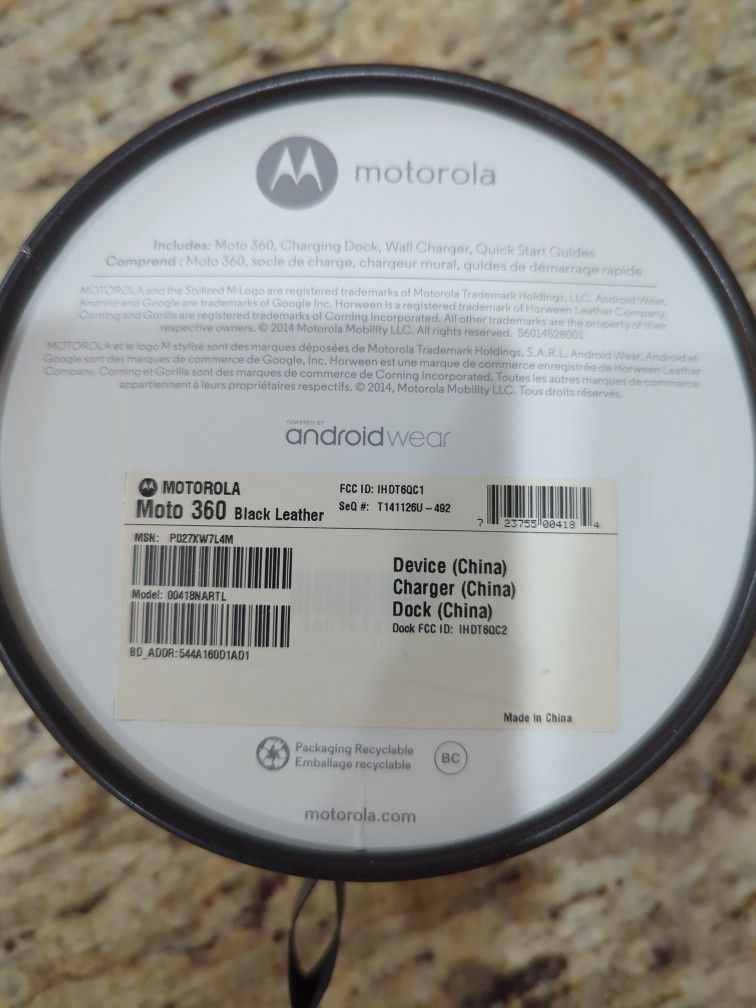 motorola
Includes: Moto 360, Charging Dock, Wall Charger, Quick Start Guides
Comprend : Moto 360, socle de charge, chargeur mural, guides de démarrage rapide
MOTOROLA and the Stylized M Logo are registered trademarks of Motorola Trademark Holdings, LLC. Android Wear,
Android and Google are trademarks of Google Inc. Horween is a registered trademark of Horween Leather Company.
Corning and Gorilla are registered trademarks of Corning Incorporated. All other trademarks are the property of their
respective owners. © 2014 Motorola Mobility LLC. All rights reserved. 56014528001
MOTOROLA et le logo M stylisé sont des marques déposées de Motorola Trademark Holdings, S.A.R.L. Android Wear, Android et
Google sont des marques de commerce de Google, Inc. Horween est une marque de commerce enregistrée de Horween Leather
Company. Corning et Gorilla sont des marques de commerce de Corning Incorporated. Toutes les autres marques de commerce
appartiennent à leurs propriétaires respectifs. © 2014, Motorola Mobility LLC. Tous droits réservés.
POWERED BY
androidwear
MOTOROLA
Moto 360 Black Leather
FCC ID: IHDT6QC1
SeQ #: T141126U-492
7 23755 00418 4
MSN: P027XW7L4M
Model: 00418NARTL
BD_ADDR:544A160D1AD1
Device (China)
Charger (China)
Dock (China)
Dock FCC ID: IHDT6QC2
Made in China
Packaging Recyclable
Emballage recyclable
BC
motorola.com